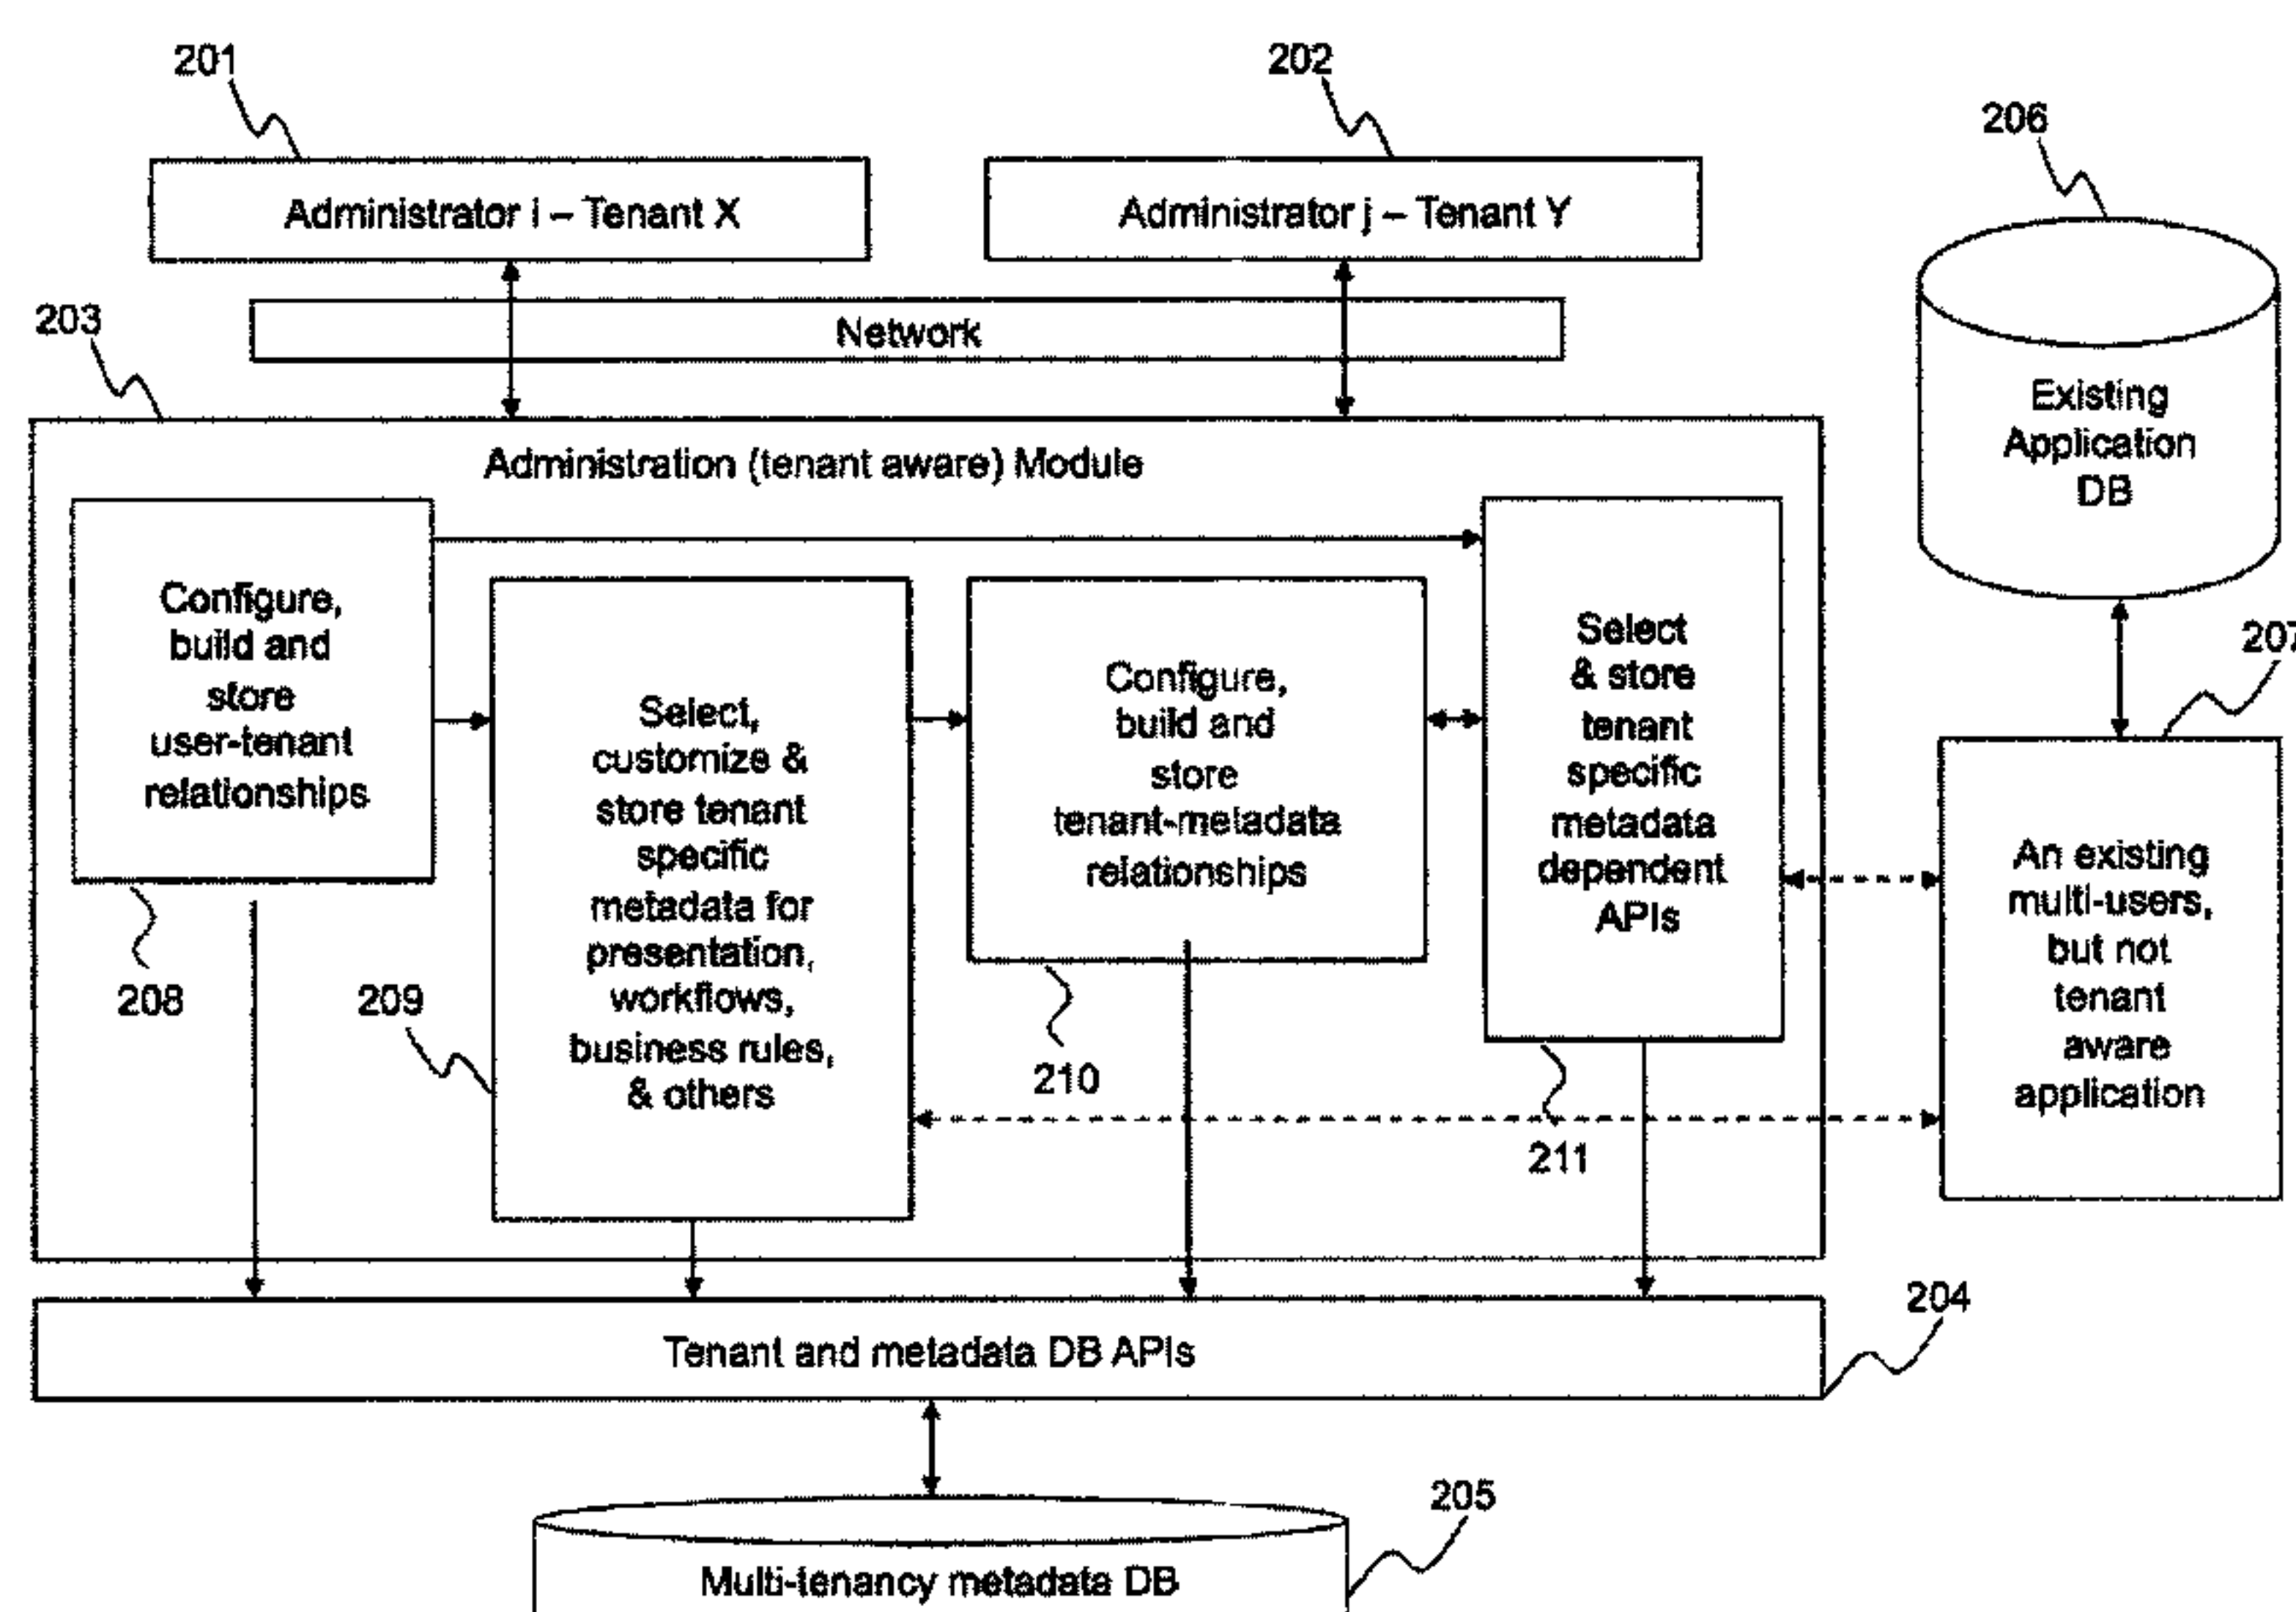 201
202
206
Administrator i – Tenant X
Administrator j – Tenant Y
203
Network
Existing
Application
DB
Administration (tenant aware) Module
207
Configure,
build and
store
user-tenant
relationships
208
Select,
customize &
store tenant
specific
metadata for
presentation,
workflows,
business rules,
& others
209
Configure,
build and
store
tenant-metadata
relationships
210
Select
& store
tenant
specific
metadata
dependent
APIs
211
An existing
multi-users,
but not
tenant
aware
application
204
Tenant and metadata DB APIs
205
Multi-tenancy metadata DB